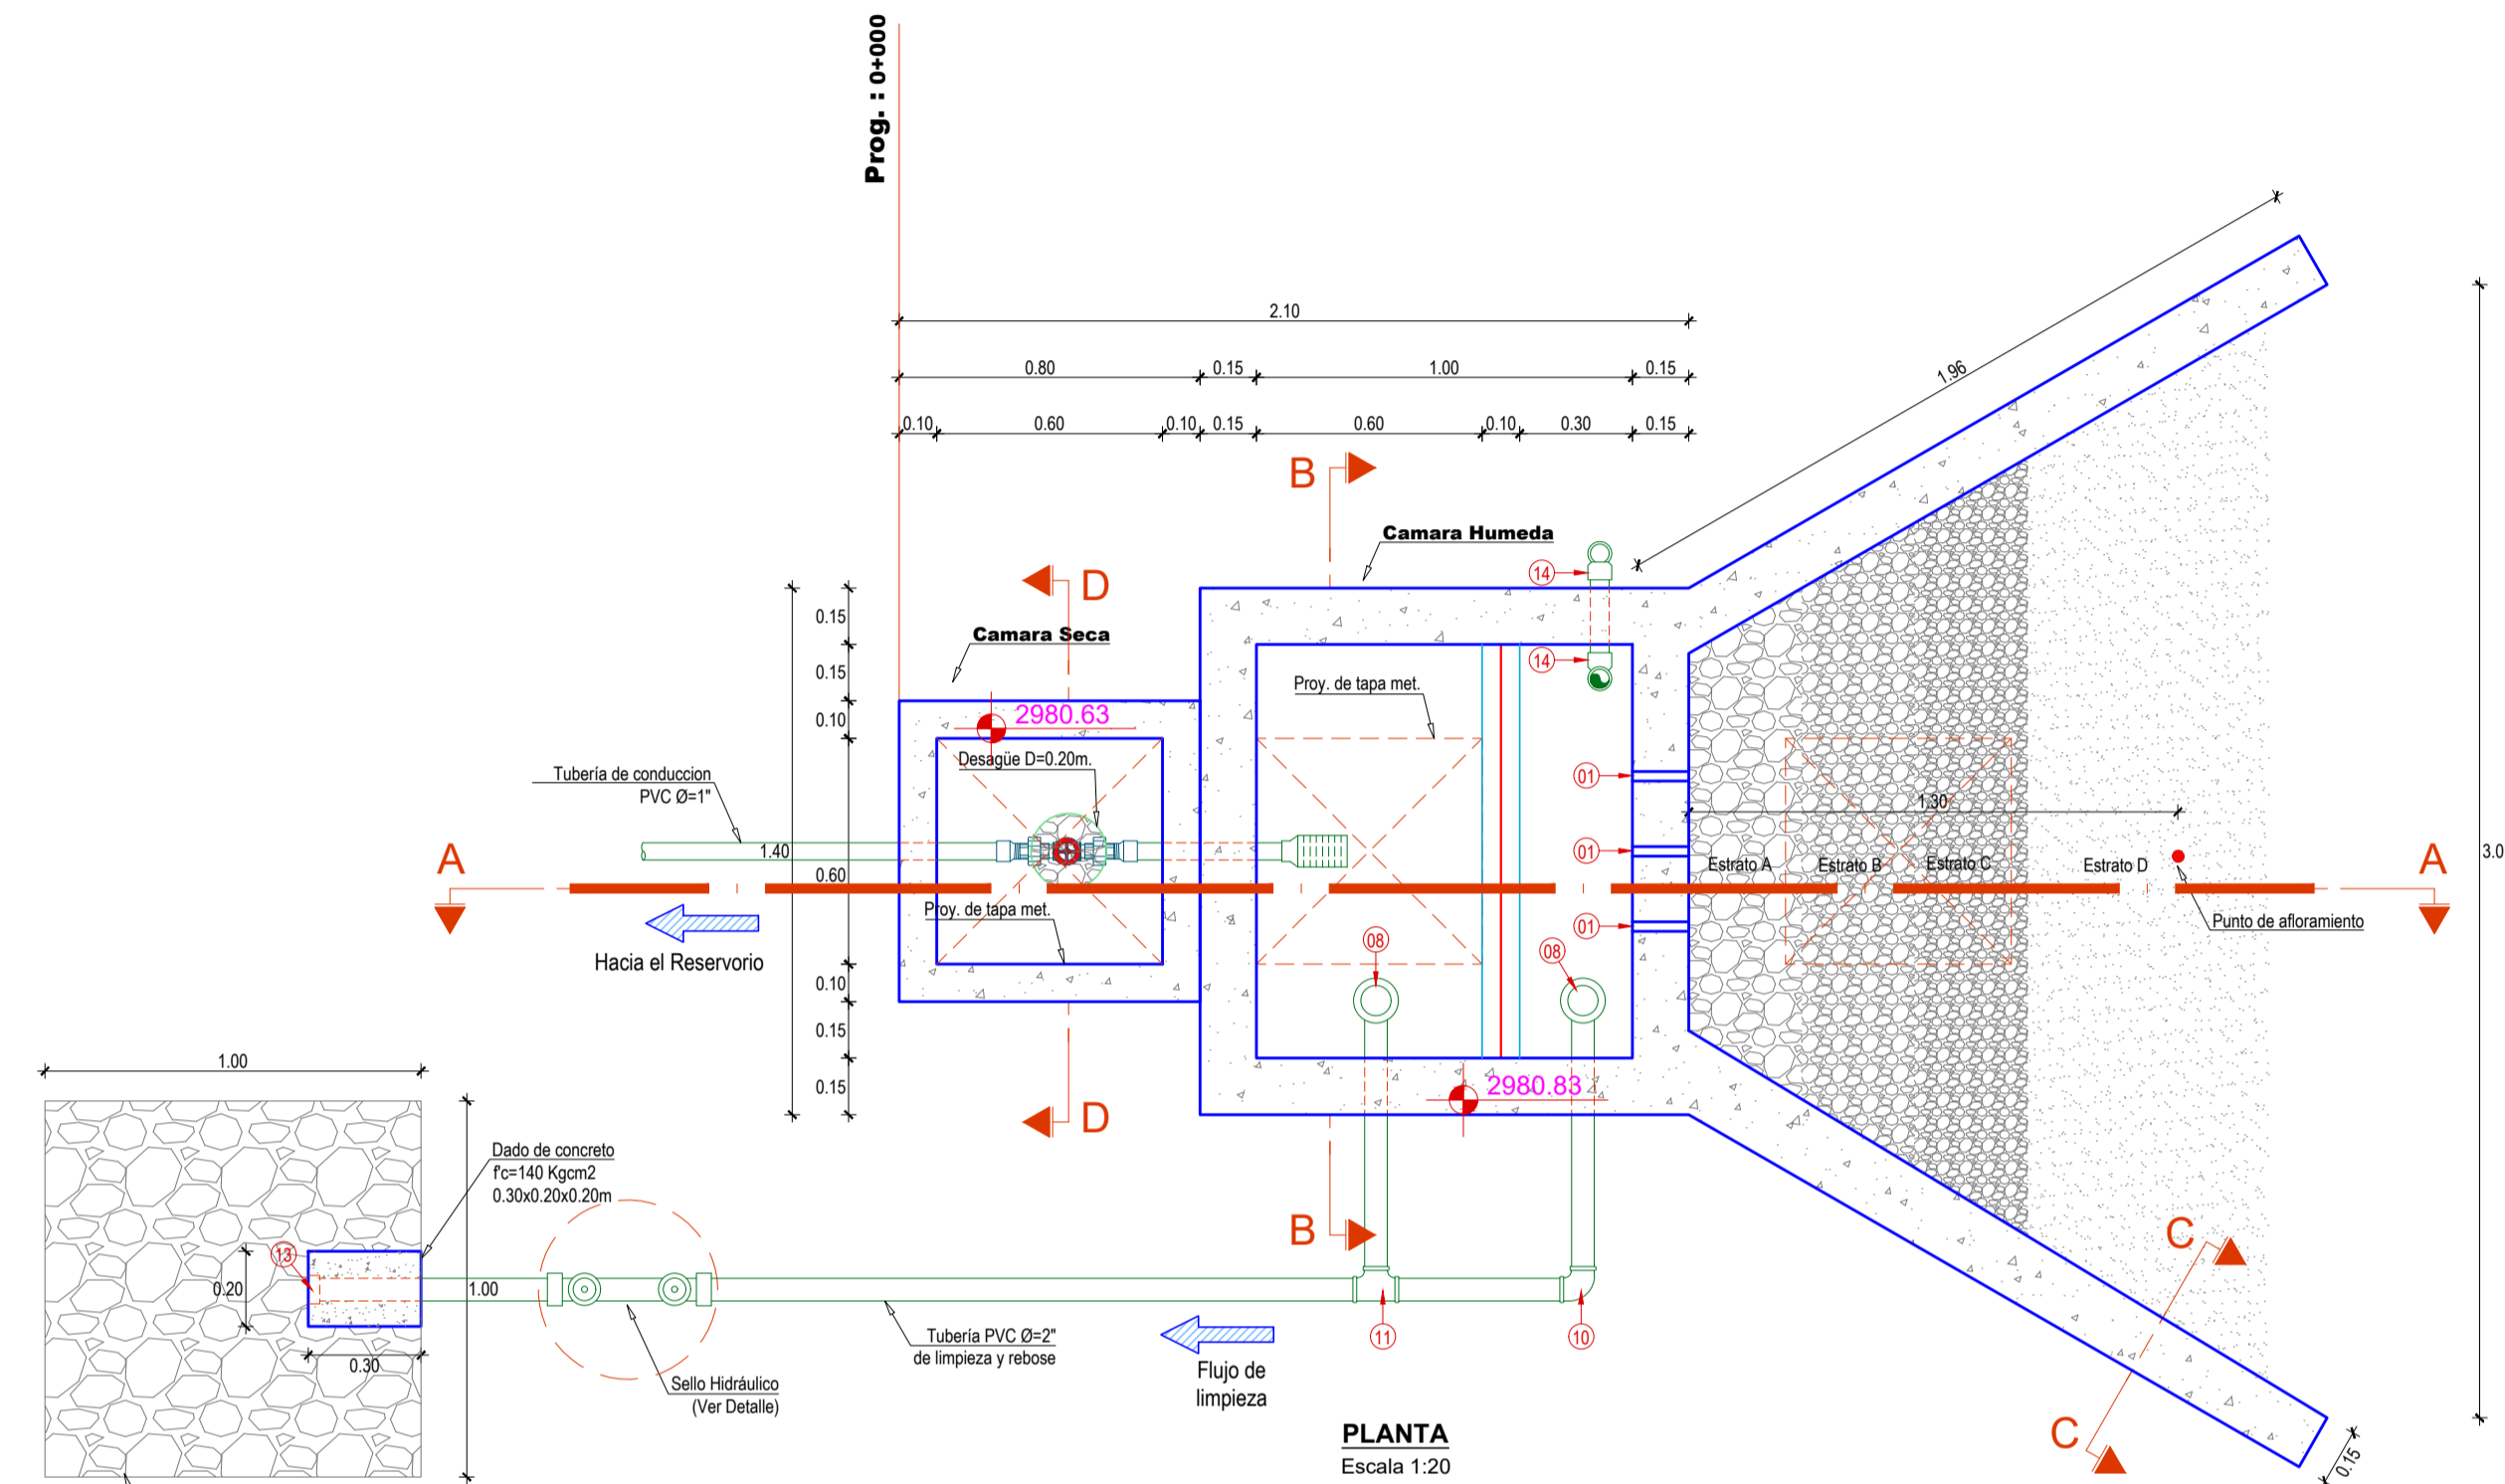 Prog. : 0+000
2.10
0.80
0.15
1.00
0.15
0.10
0.60
0.10
0.15
0.60
0.10
0.30
0.15
1.96
B
Camara Humeda
14
D
Camara Seca
0.15
0.15
0.10
14
Proy. de tapa met.
2980.63
Desagüe D=0.20m.
Tubería de conduccion
PVC Ø=1"
01
1.30
A
1.40
0.60
01
Estrato A
Estrato B
Estrato C
Estrato D
A
3.0
Proy. de tapa met.
01
Punto de afloramiento
Hacia el Reservorio
08
08
0.10
0.15
0.15
1.00
2980.83
D
Dado de concreto
f'c=140 Kgcm2
0.30x0.20x0.20m
B
C
13
0.20
1.00
0.30
Tubería PVC Ø=2"
de limpieza y rebose
11
10
Sello Hidráulico
(Ver Detalle)
Flujo de
limpieza
C
0.15
PLANTA
Escala 1:20